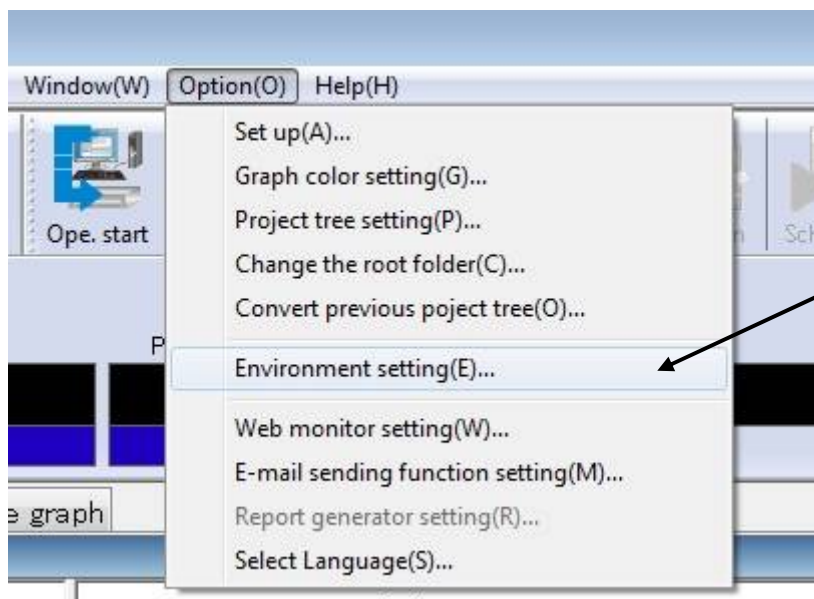 Window(W) Option(O) Help(H)
Set up(A)...
Graph color setting(G)...
Project tree setting(P)...
Ope. start
Change the root folder(C)...
Convert previous poject tree(O)...
P
Environment setting(E)...
Web monitor setting(W)...
E-mail sending function setting(M)...
e graph
Report generator setting(R)...
Select Language(S)...